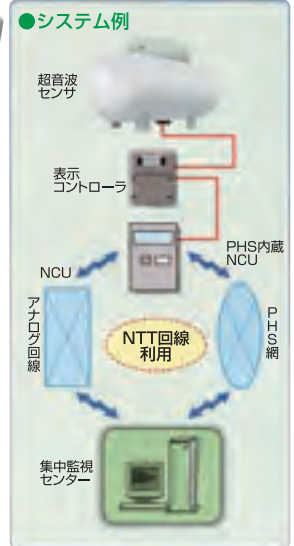 ●システム例
超音波
センサ
表示
コントローラ
PHS内蔵
NCU
NCU
アナログ回線
NTT回線
利用
PHS網
集中監視
センター